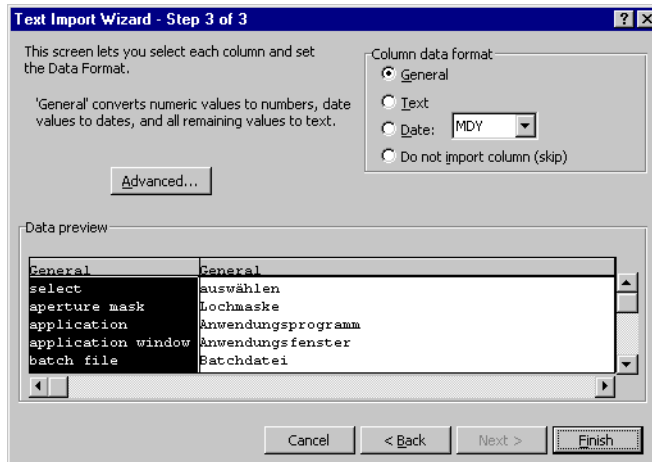 Text Import Wizard - Step 3 of 3
This screen lets you select each column and set
the Data Format.
'General' converts numeric values to numbers, date
values to dates, and all remaining values to text.
Advanced...
Column data format
General
Text
Date: MDY
Do not import column (skip)
Data preview
General General
select auswählen
aperture mask Lochmaske
application Anwendungsprogramm
application window Anwendungsfenster
batch file Batchdatei
Cancel < Back Next > Finish